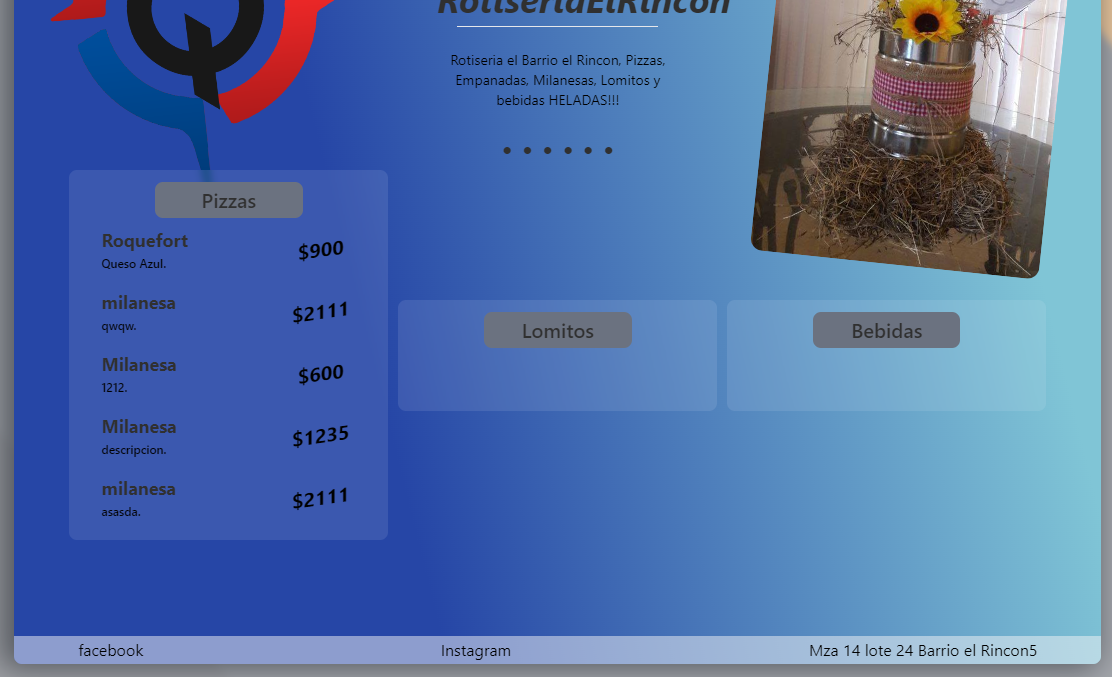 RotiseriaElRincon
Rotiseria el Barrio el Rincon, Pizzas,
Empanadas, Milanesas, Lomitos y
bebidas HELADAS!!!
Pizzas
Roquefort
$900
Queso Azul.
milanesa
$2111
qwqw.
Milanesa
$600
1212.
Milanesa
$1235
descripcion.
milanesa
$2111
asasda.
Lomitos
Bebidas
facebook
Instagram
Mza 14 lote 24 Barrio el Rincon5